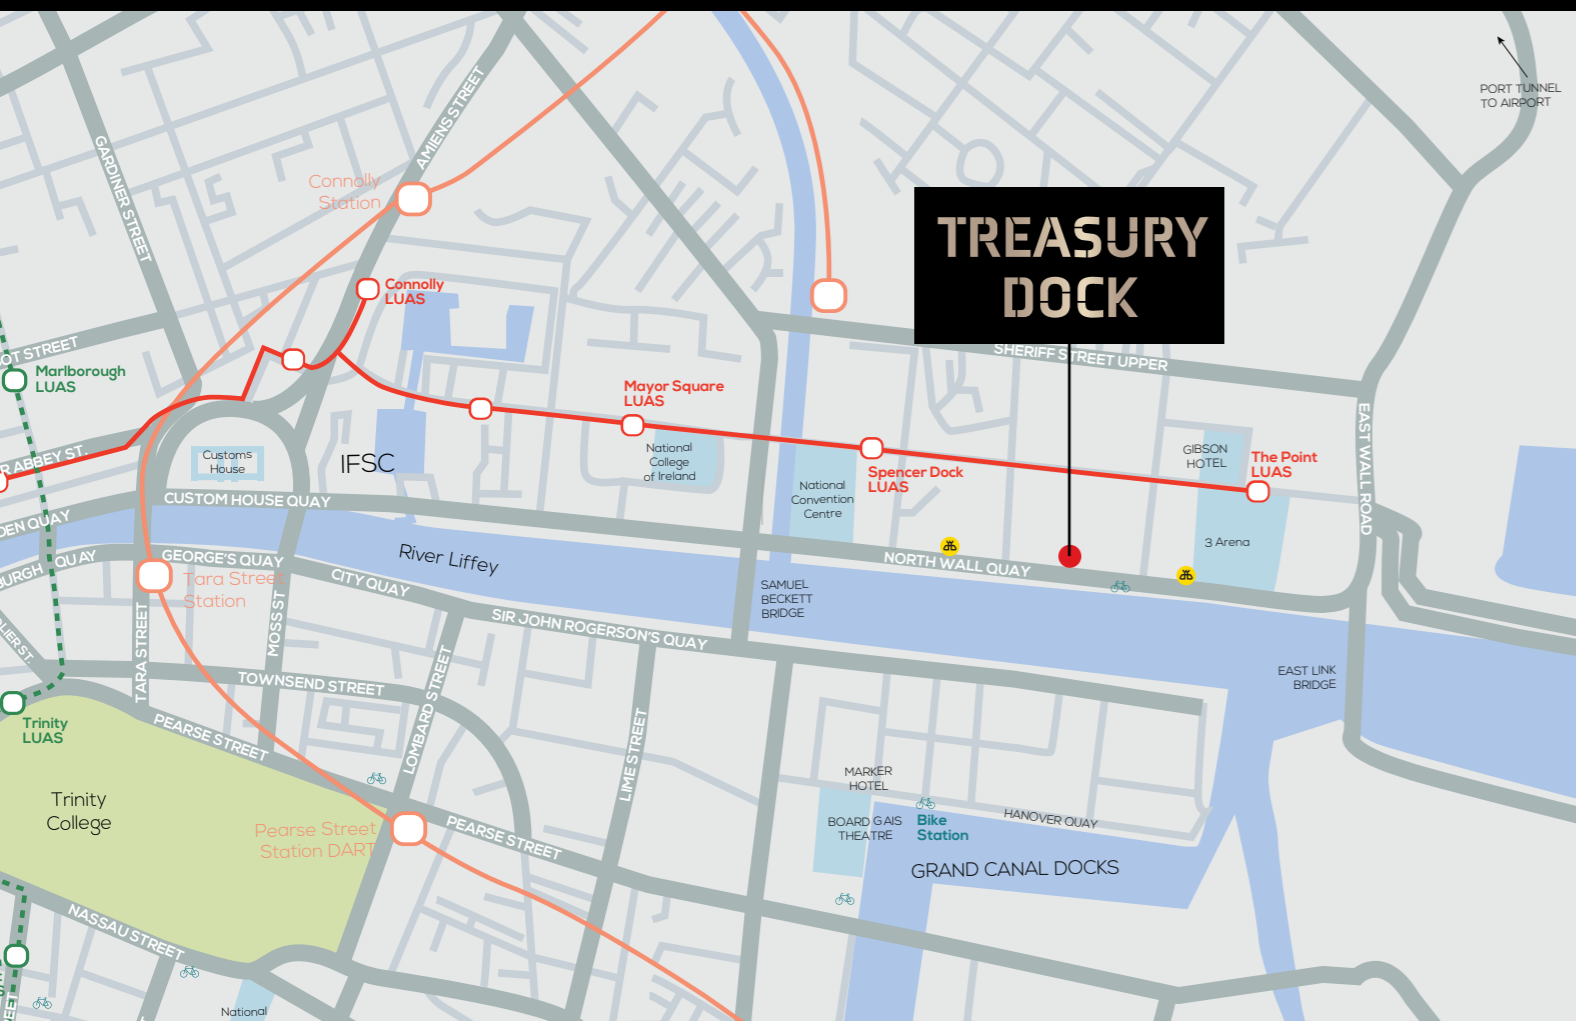 PORT TUNNEL
TO AIRPORT
AMIENS STREET
GARDINER STREET
Connolly
Station
TREASURY
DOCK
Connolly
LUAS
SHERIFF STREET UPPER
OT STREET
Marlborough
LUAS
Mayor Square
LUAS
EAST WALL ROAD
R ABBEY ST.
Customs
House
IFSC
National
College
of Ireland
Spencer Dock
LUAS
GIBSON
HOTEL
The Point
LUAS
National
Convention
Centre
CUSTOM HOUSE QUAY
DEN QUAY
3 Arena
BURGH QUAY
GEORGE'S QUAY
River Liffey
NORTH WALL QUAY
Tara Street
Station
CITY QUAY
SAMUEL
BECKETT
BRIDGE
OLIER ST.
TARA STREET
MOSS ST
SIR JOHN ROGERSON'S QUAY
EAST LINK
BRIDGE
TOWNSEND STREET
LOMBARD STREET
LIME STREET
Trinity
LUAS
PEARSE STREET
MARKER
HOTEL
Trinity
College
BOARD GAIS
THEATRE
Bike
Station
HANOVER QUAY
Pearse Street
Station DART
PEARSE STREET
GRAND CANAL DOCKS
NASSAU STREET
National
EET